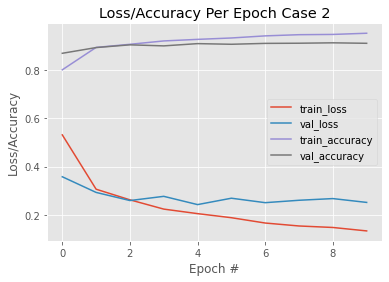 Loss/Accuracy Per Epoch Case 2
Loss/Accuracy
0.8
0.6
0.4
0.2
train_loss
val_loss
train_accuracy
val_accuracy
0 2 4 6 8
Epoch #